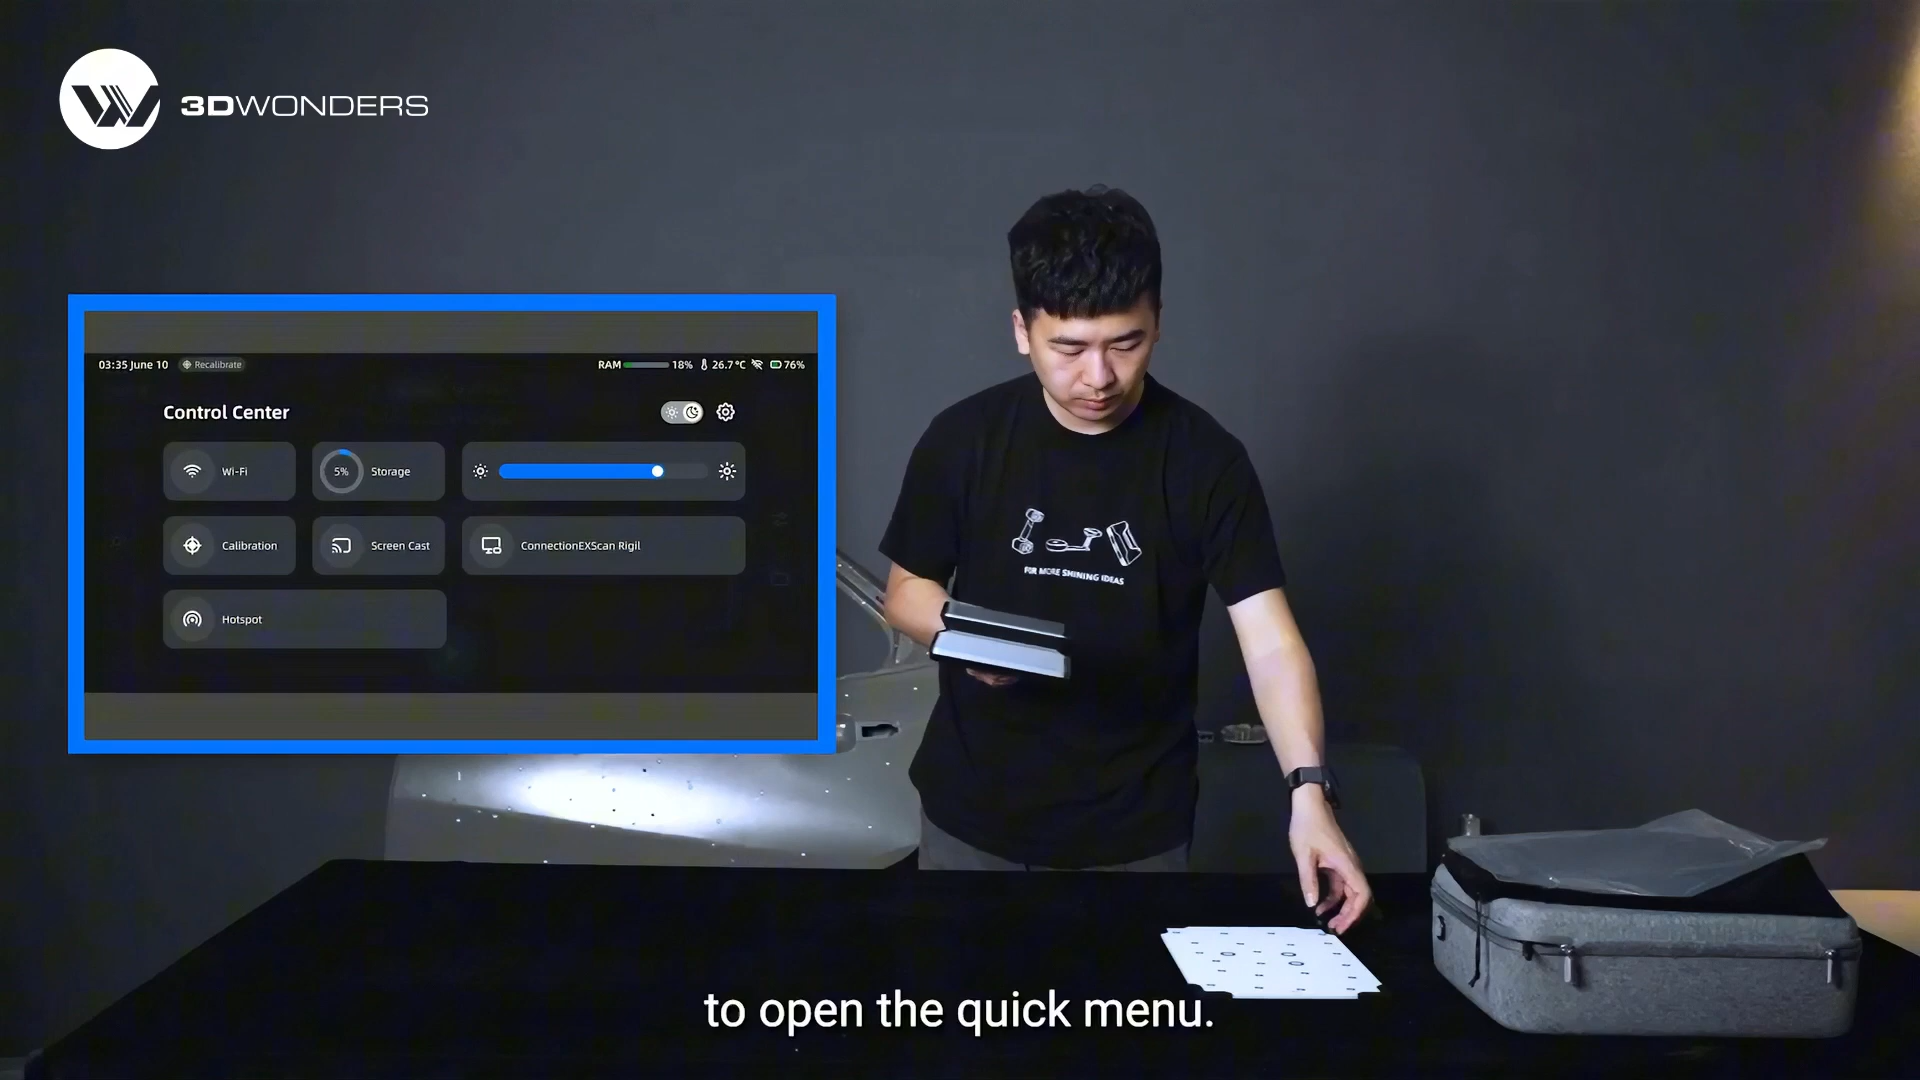 3DWONDERS
03:35 June 10 Recalibrate RAM 18% 26.7°C 76%
Control Center
Wi-Fi 5% Storage
Calibration Screen Cast ConnectionEXScan Rigil
Hotspot
FOR MORE SHINING IDEAS
to open the quick menu.